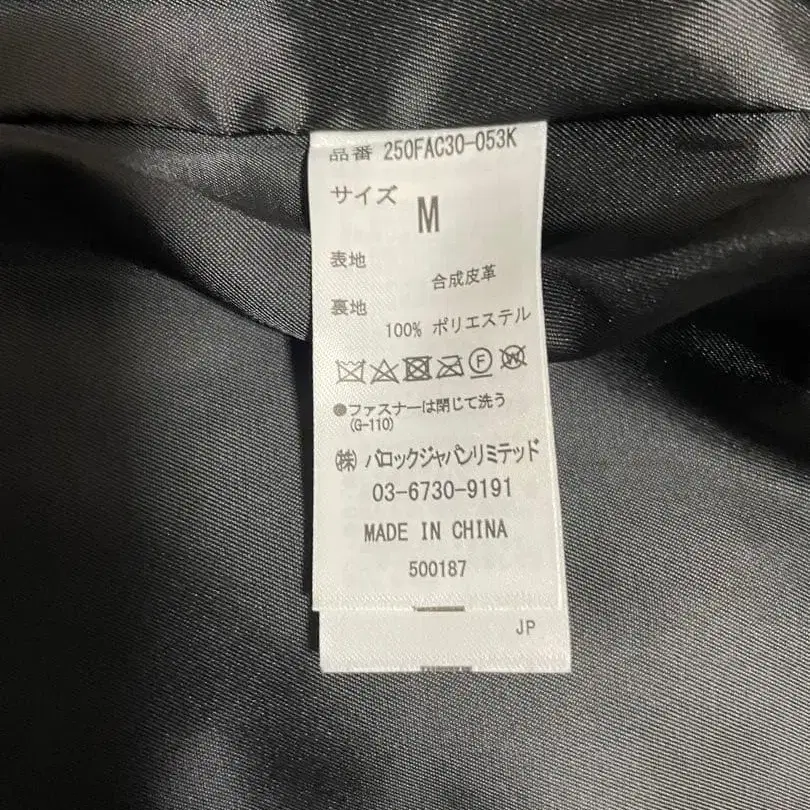 品番 250FAC30-053K
サイズ M
表地
合成皮革
裏地
100% ポリエステル
F W
●ファスナーは閉じて洗う
(G-110)
㈱ バロックジャパンリミテッド
03-6730-9191
MADE IN CHINA
500187
JP